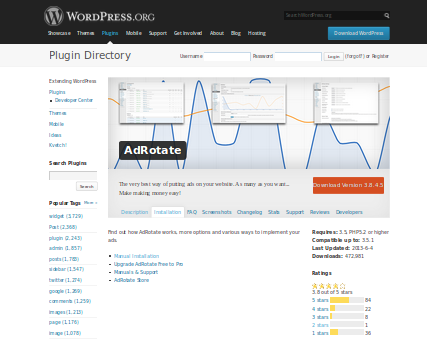 WORDPRESS.ORG
Search WordPress.org
Showcase Themes Plugins Mobile Support Get Involved About Blog Hosting
Download WordPress
Plugin Directory
Username Password Log in (forgot?) or Register
Extending WordPress
Plugins
Developer Center
Themes
Mobile
Ideas
Kvetch!
Search Plugins
Search
Popular Tags More »
widget (3,729)
Post (2,368)
plugin (2,243)
admin (1,857)
posts (1,783)
sidebar (1,547)
twitter (1,274)
google (1,269)
comments (1,259)
images (1,213)
page (1,176)
image (1,078)
AdRotate
The very best way of putting ads on your website. As many as you want...
Make making money easy!
Download Version 3.8.4.3
Description Installation FAQ Screenshots Changelog Stats Support Reviews Developers
Find out how AdRotate works, more options and various ways to implement your
ads
Manual Installation
Upgrade AdRotate Free to Pro
Manuals & Support
AdRotate Store
Requires: 3.5, PHP5.2 or higher
Compatible up to: 3.5.1
Last Updated: 2013-6-4
Downloads: 472,981
Ratings
3.8 out of 5 stars
5 stars 84
4 stars 22
3 stars 8
2 stars 1
1 stars 36